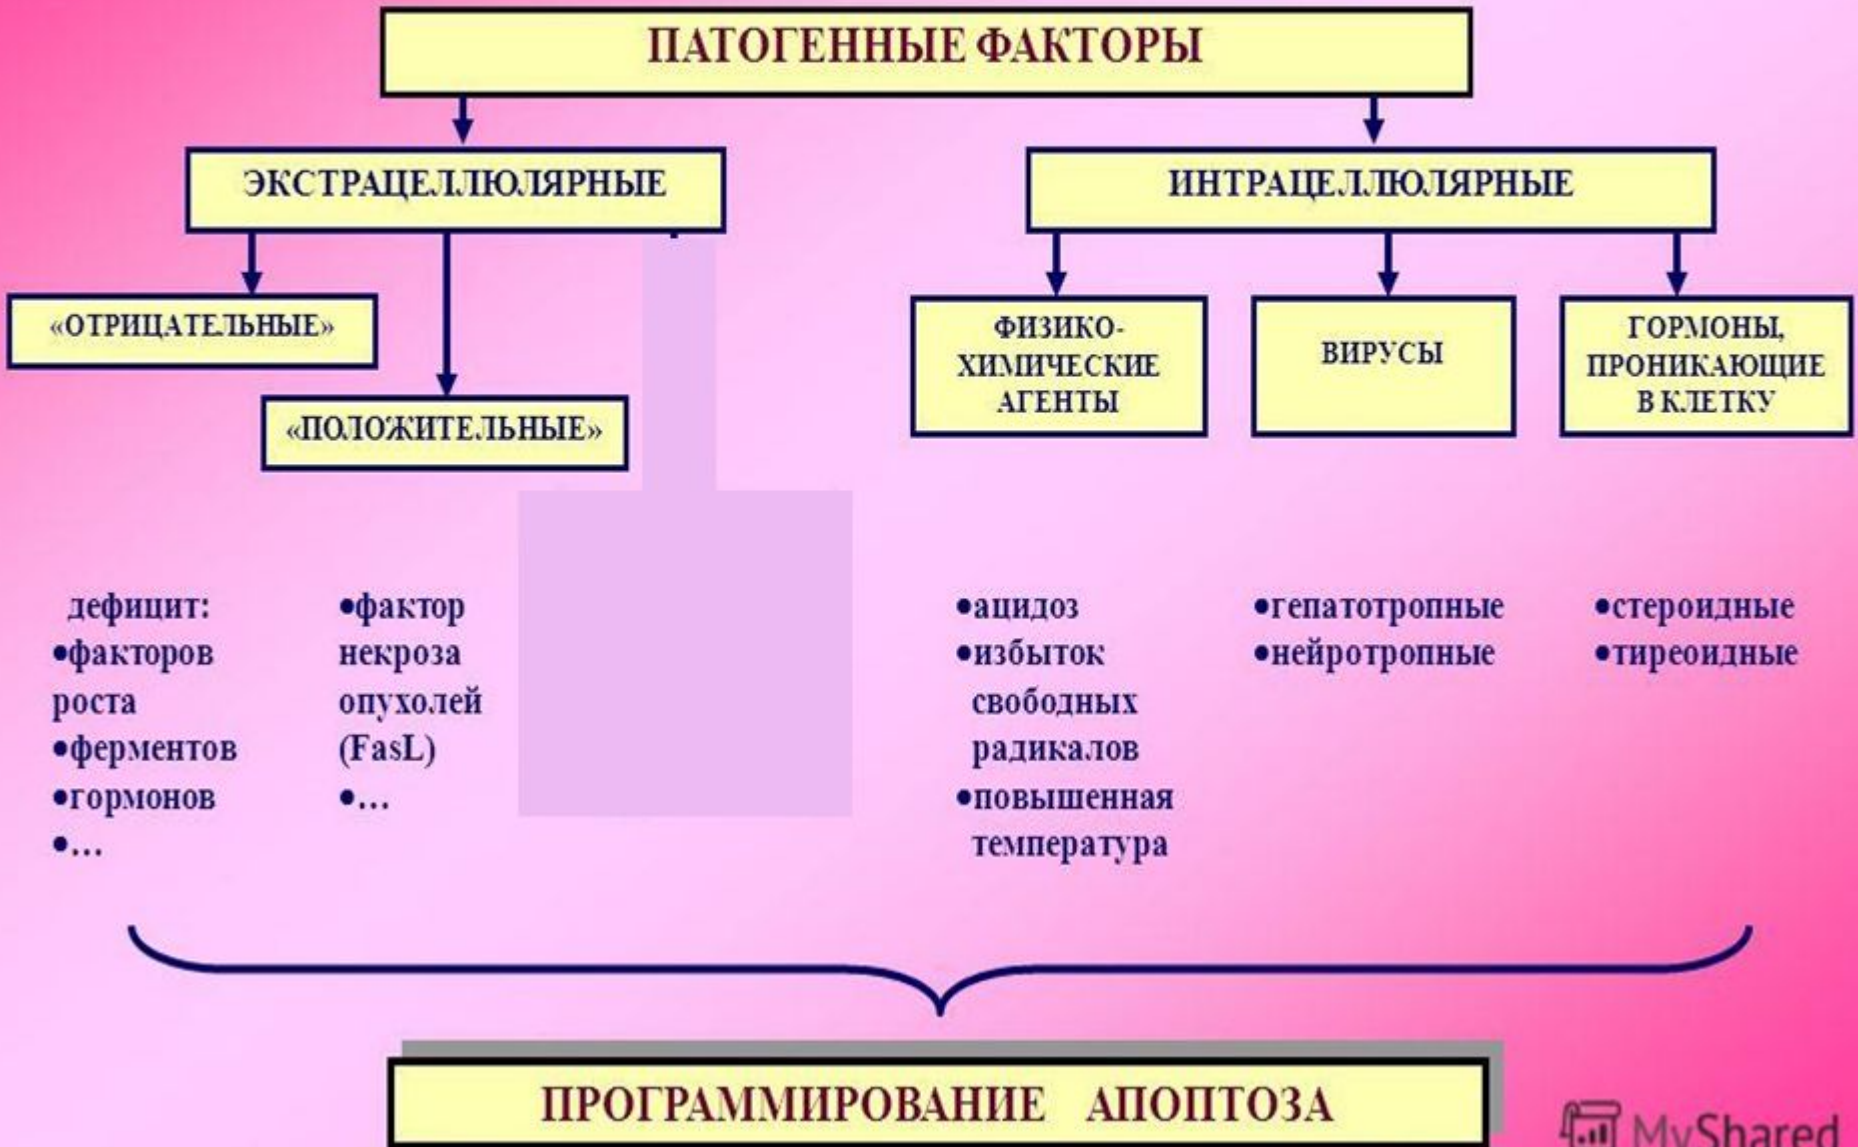 ПАТОГЕННЫЕ ФАКТОРЫ
ЭКСТРАЦЕЛЛЮЛЯРНЫЕ
ИНТРАЦЕЛЛЮЛЯРНЫЕ
«ОТРИЦАТЕЛЬНЫЕ»
«ПОЛОЖИТЕЛЬНЫЕ»
ФИЗИКО-
ХИМИЧЕСКИЕ
АГЕНТЫ
ВИРУСЫ
ГОРМОНЫ,
ПРОНИКАЮЩИЕ
В КЛЕТКУ
дефицит:
•факторов
роста
•ферментов
•гормонов
•...
•фактор
некроза
опухолей
(FasL)
•...
•ацидоз
•избыток
свободных
радикалов
•повышенная
температура
•гепатотропные
•нейротропные
•стероидные
•тиреоидные
ПРОГРАММИРОВАНИЕ АПОПТОЗА
MyShared